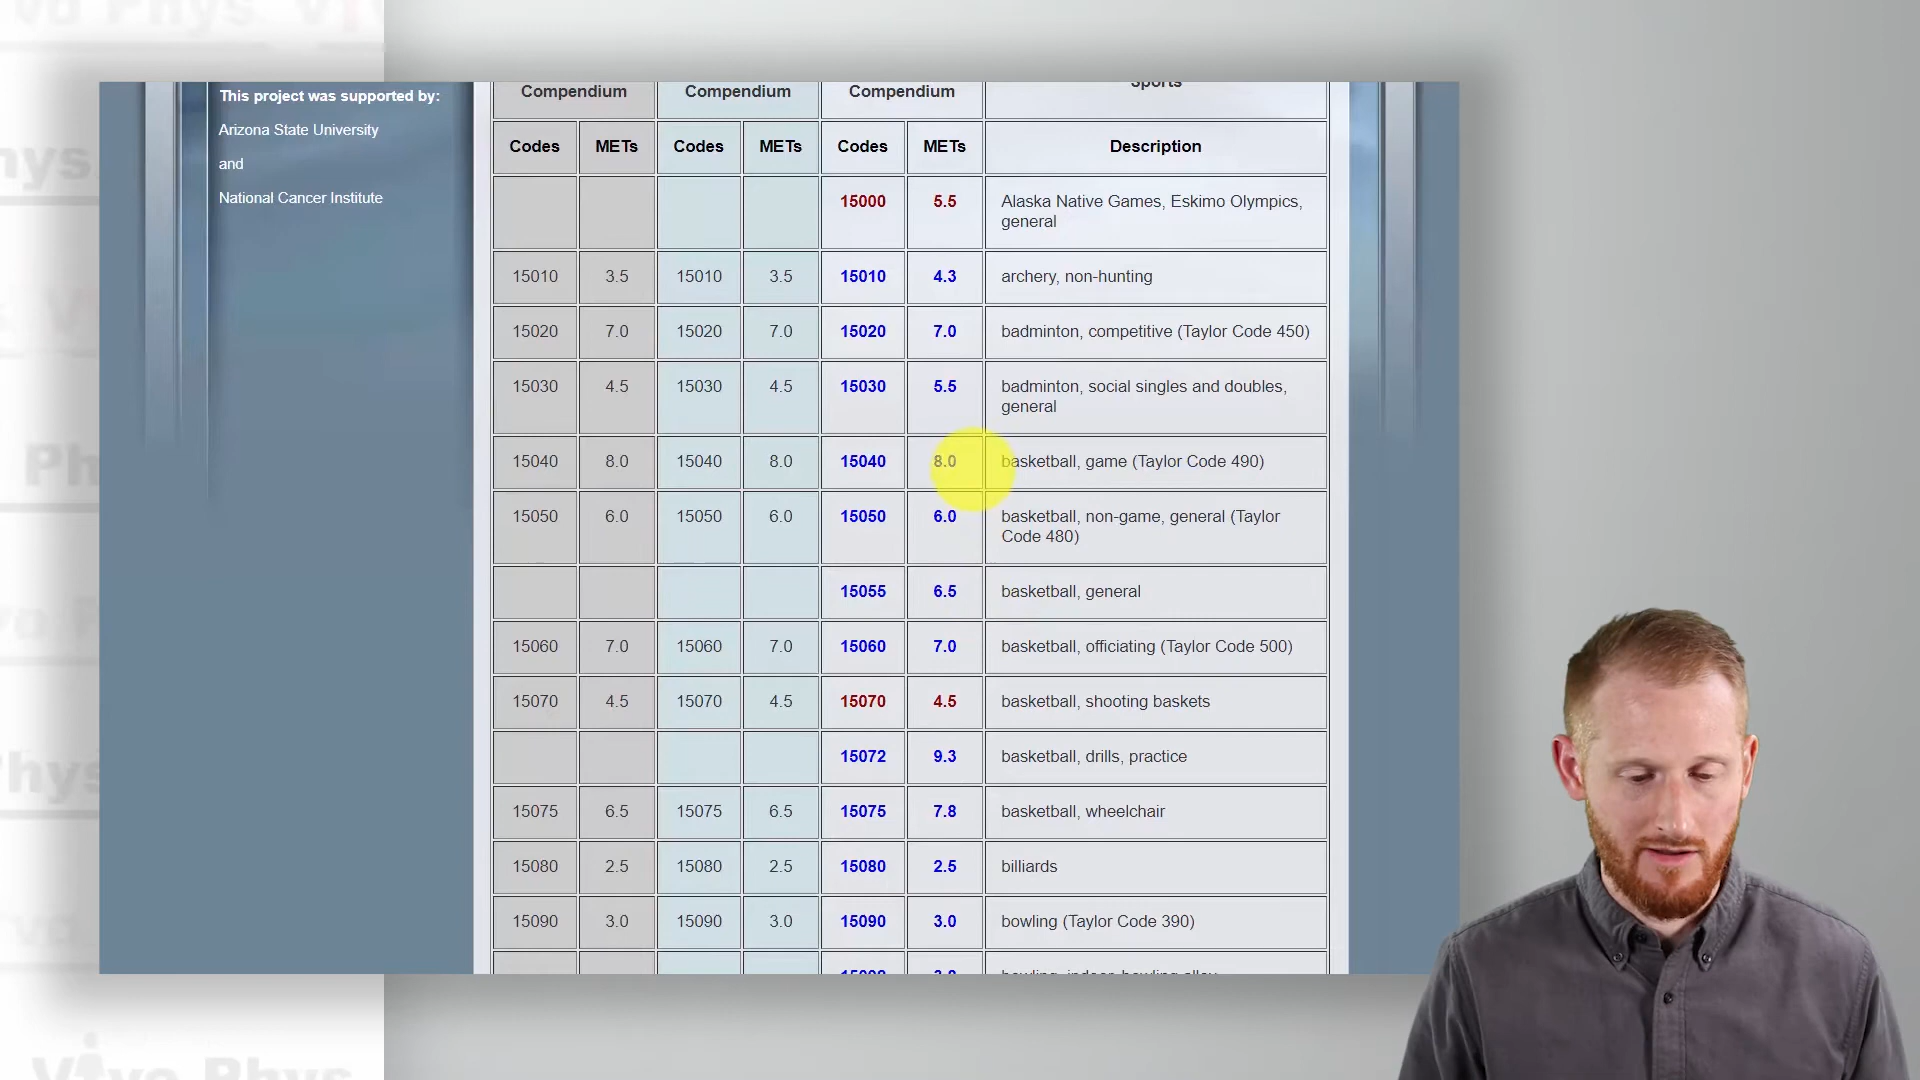 This project was supported by:
Arizona State University
and
National Cancer Institute
Compendium Compendium Compendium Sports
Codes METs Codes METs Codes METs Description
15000 5.5 Alaska Native Games, Eskimo Olympics,
general
15010 3.5 15010 3.5 15010 4.3 archery, non-hunting
15020 7.0 15020 7.0 15020 7.0 badminton, competitive (Taylor Code 450)
15030 4.5 15030 4.5 15030 5.5 badminton, social singles and doubles,
general
15040 8.0 15040 8.0 15040 8.0 basketball, game (Taylor Code 490)
15050 6.0 15050 6.0 15050 6.0 basketball, non-game, general (Taylor
Code 480)
15055 6.5 basketball, general
15060 7.0 15060 7.0 15060 7.0 basketball, officiating (Taylor Code 500)
15070 4.5 15070 4.5 15070 4.5 basketball, shooting baskets
15072 9.3 basketball, drills, practice
15075 6.5 15075 6.5 15075 7.8 basketball, wheelchair
15080 2.5 15080 2.5 15080 2.5 billiards
15090 3.0 15090 3.0 15090 3.0 bowling (Taylor Code 390)
Vivo Phys